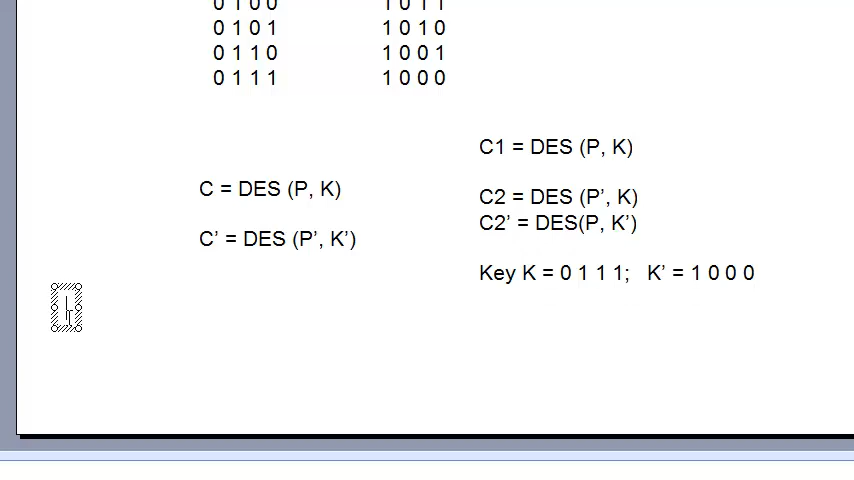 0 1 0 0 1 0 1 1
0 1 0 1 1 0 1 0
0 1 1 0 1 0 0 1
0 1 1 1 1 0 0 0
C = DES (P, K)
C’ = DES (P’, K’)
C1 = DES (P, K)
C2 = DES (P’, K)
C2’ = DES(P, K’)
Key K = 0 1 1 1; K’ = 1 0 0 0